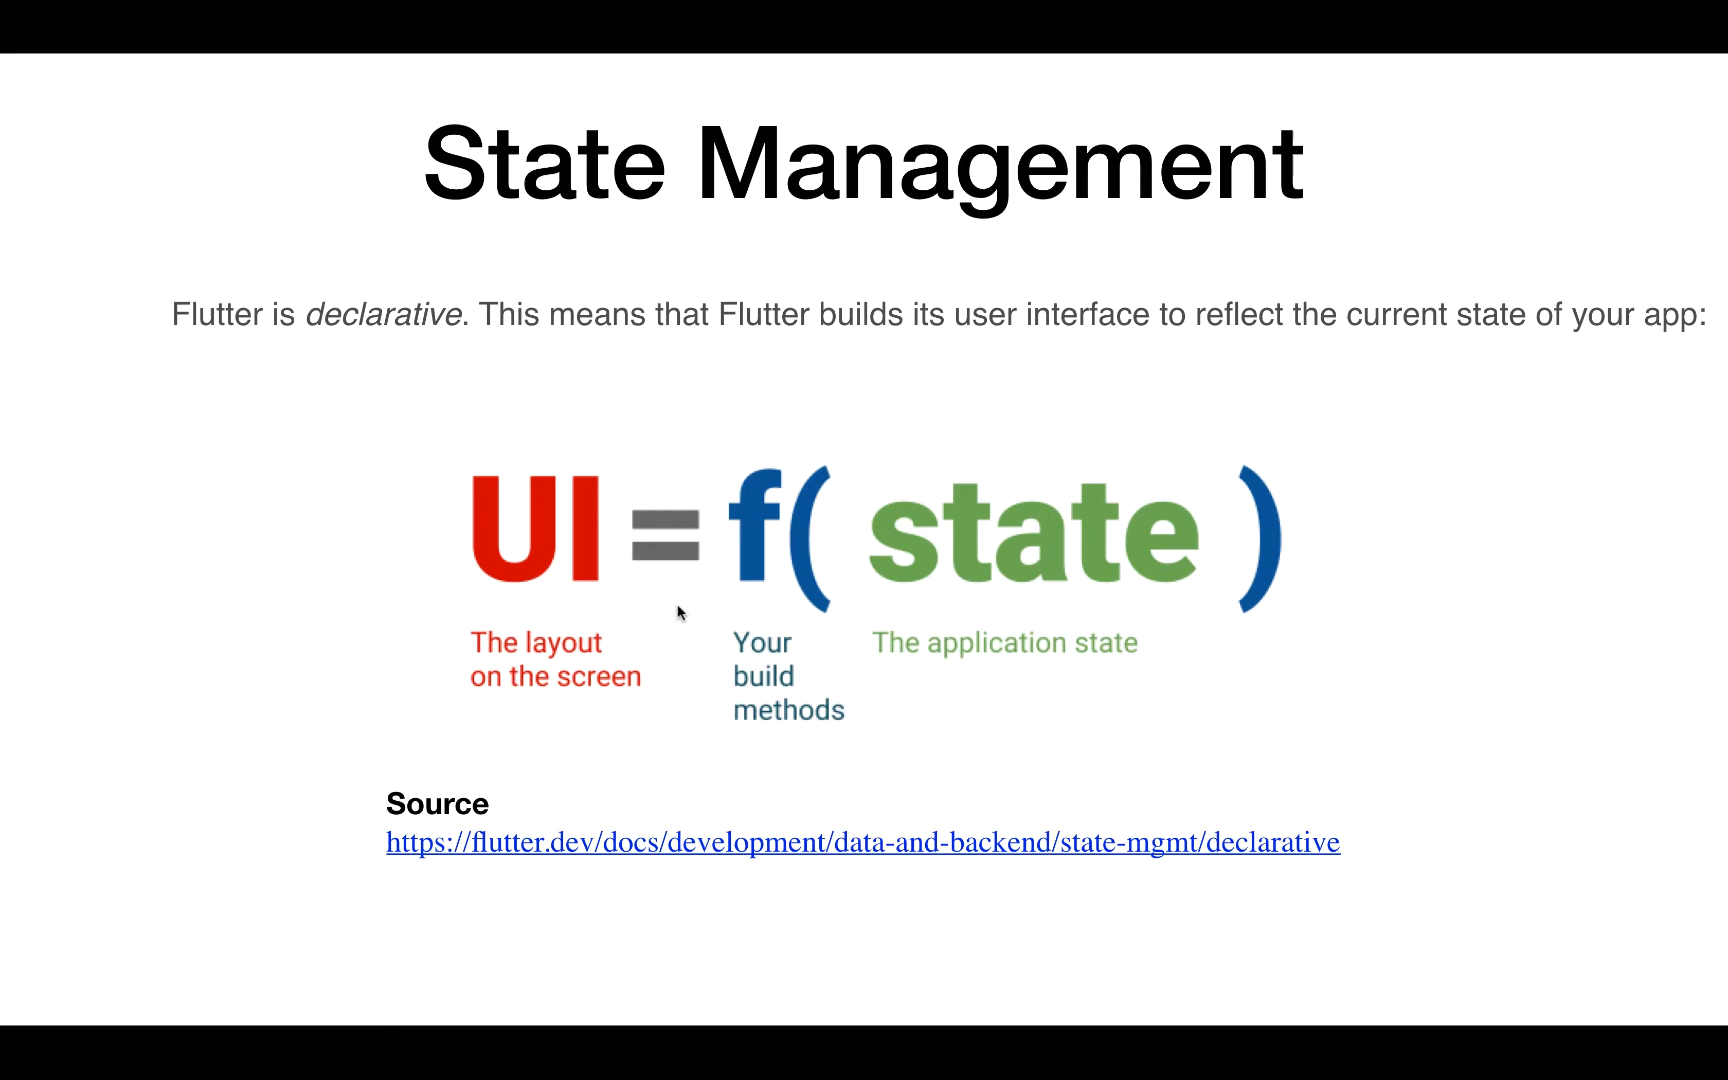 State Management
Flutter is declarative. This means that Flutter builds its user interface to reflect the current state of your app:
UI = f( state )
The layout
on the screen
Your
build
methods
The application state
Source
https://flutter.dev/docs/development/data-and-backend/state-mgmt/declarative